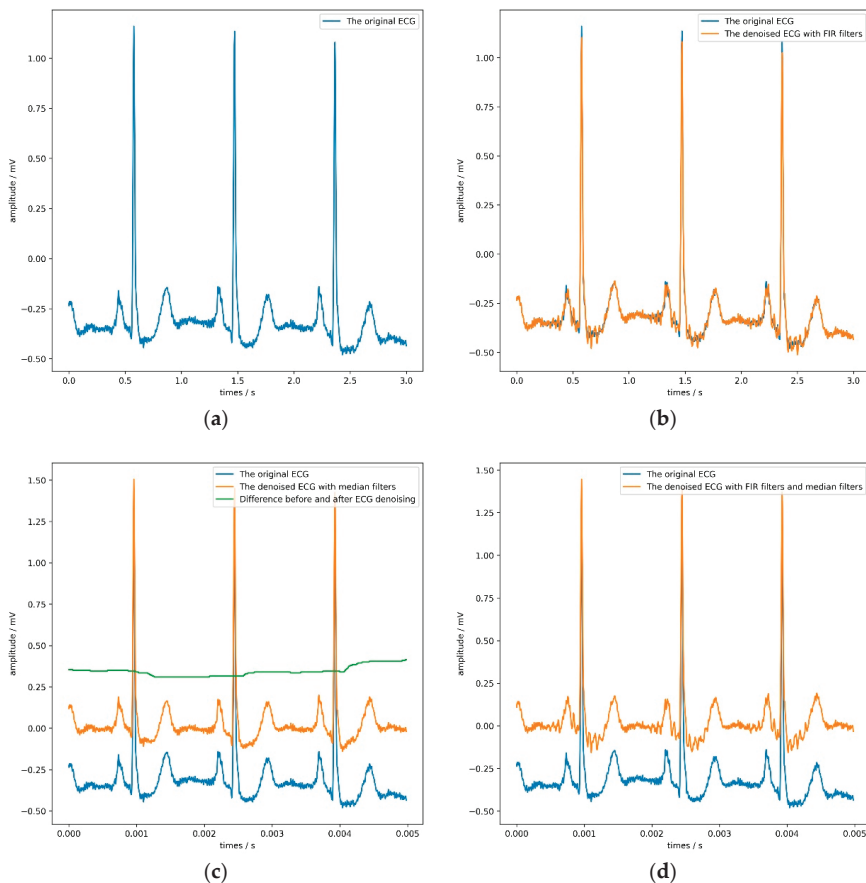 The original ECG
1.00
0.75
0.50
0.25
0.00
−0.25
−0.50
amplitude / mV
0.0 0.5 1.0 1.5 2.0 2.5 3.0
times / s
(a)
The original ECG
The denoised ECG with FIR filters
1.00
0.75
0.50
0.25
0.00
−0.25
−0.50
amplitude / mV
0.0 0.5 1.0 1.5 2.0 2.5 3.0
times / s
(b)
The original ECG
The denoised ECG with median filters
Difference before and after ECG denoising
1.50
1.25
1.00
0.75
0.50
0.25
0.00
−0.25
−0.50
amplitude / mV
0.000 0.001 0.002 0.003 0.004 0.005
times / s
(c)
The original ECG
The denoised ECG with FIR filters and median filters
1.50
1.25
1.00
0.75
0.50
0.25
0.00
−0.25
−0.50
amplitude / mV
0.000 0.001 0.002 0.003 0.004 0.005
times / s
(d)